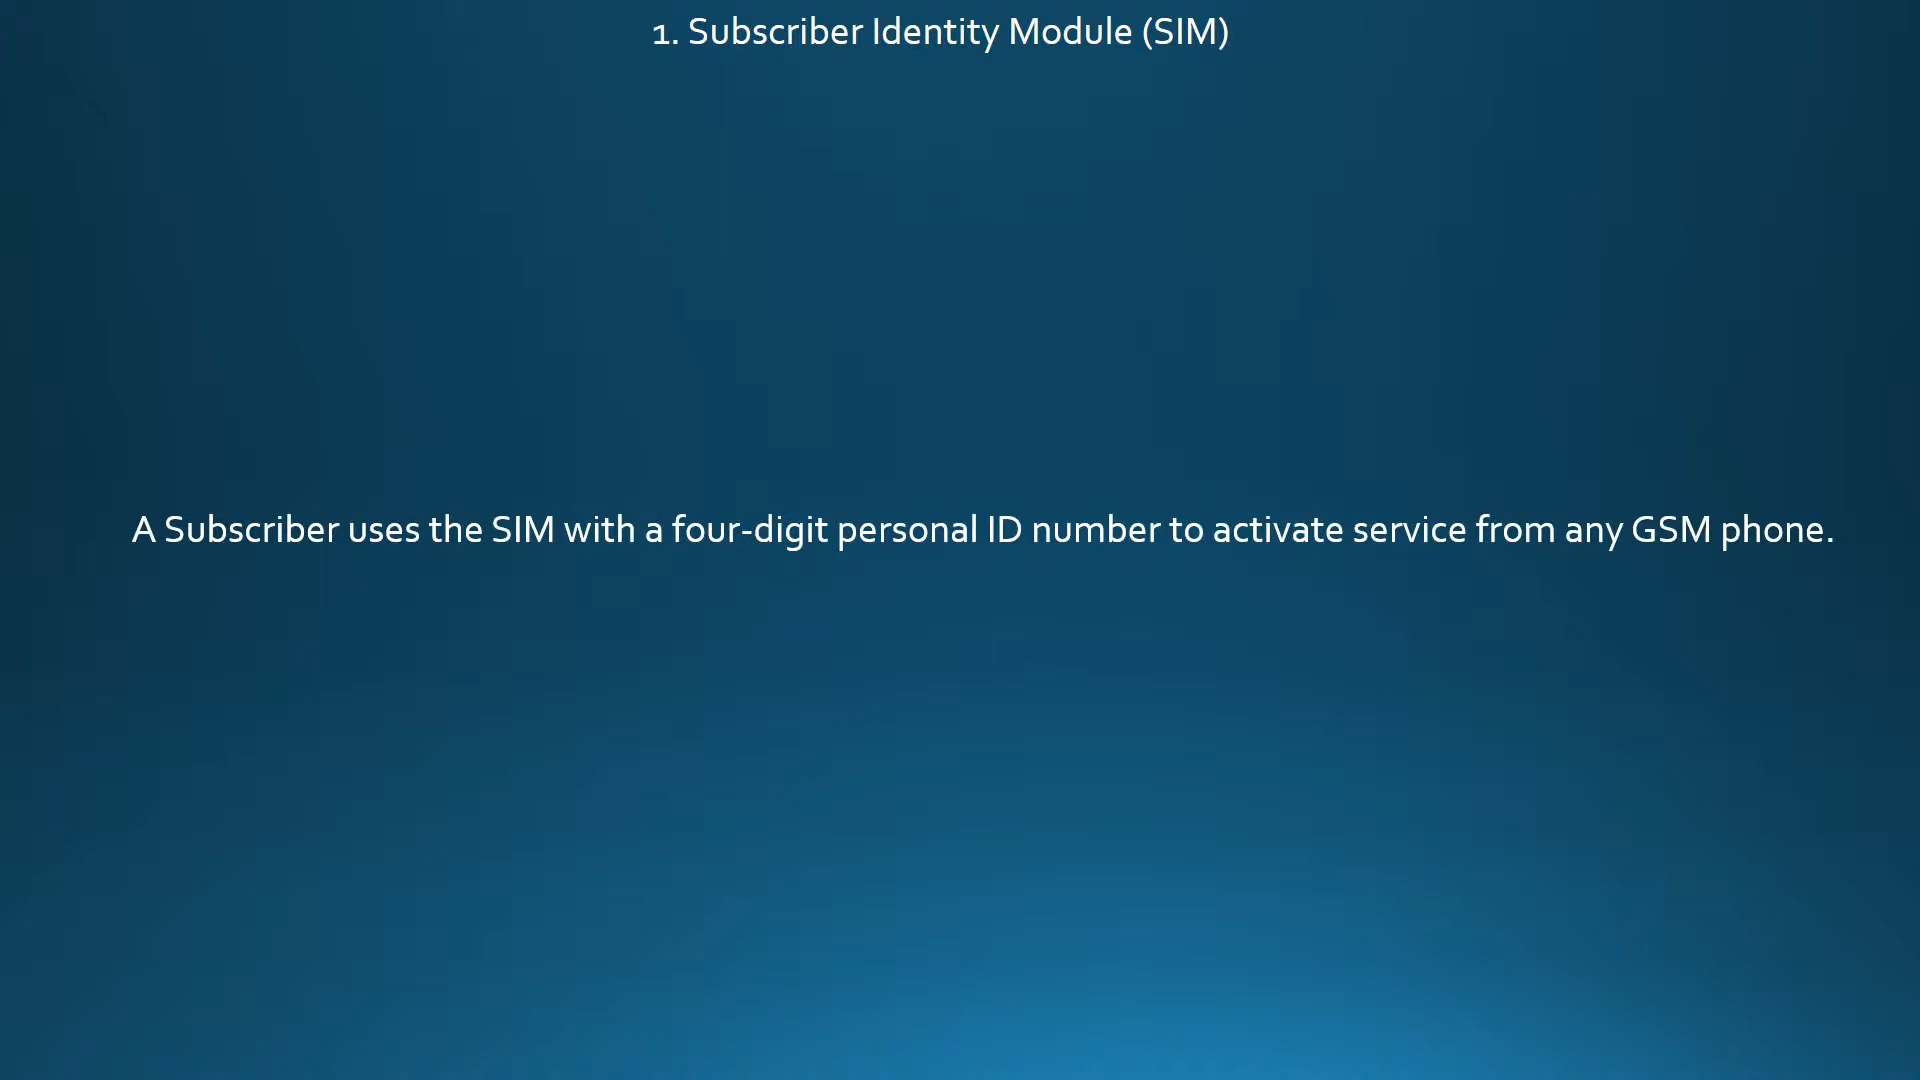 1. Subscriber Identity Module (SIM)
A Subscriber uses the SIM with a four-digit personal ID number to activate service from any GSM phone.